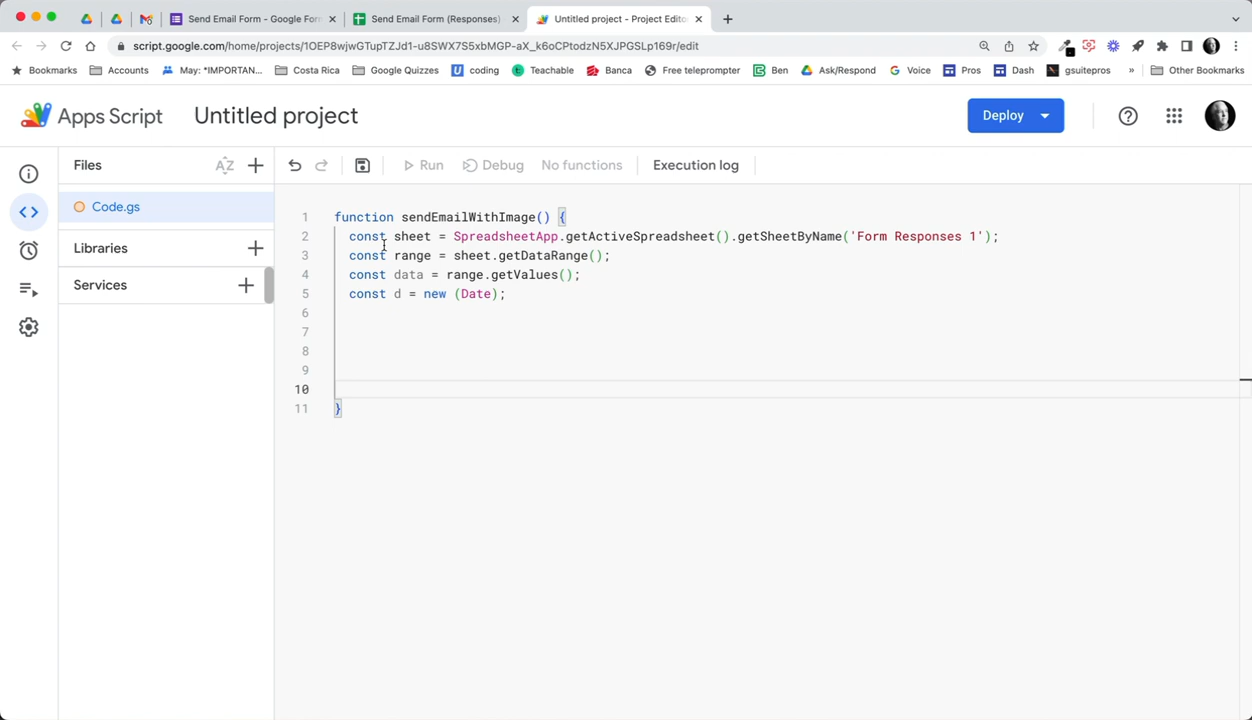 Send Email Form - Google For
Send Email Form (Responses)
Untitled project - Project Edito
script.google.com/home/projects/1OEP8wjwGTupTZJd1-u8SWX7S5xbMGP-aX_k6oCPtodzN5XJPGSLp169r/edit
Bookmarks Accounts May: *IMPORTAN... Costa Rica Google Quizzes coding Teachable Banca Free teleprompter Ben Ask/Respond Voice Pros Dash gsuitepros » Other Bookmarks
Apps Script Untitled project Deploy
Files AZ Run Debug No functions Execution log
Code.gs
Libraries
Services
1 function sendEmailWithImage() {
2 const sheet = SpreadsheetApp.getActiveSpreadsheet().getSheetByName('Form Responses 1');
3 const range = sheet.getDataRange();
4 const data = range.getValues();
5 const d = new (Date);
6
7
8
9
10
11 }